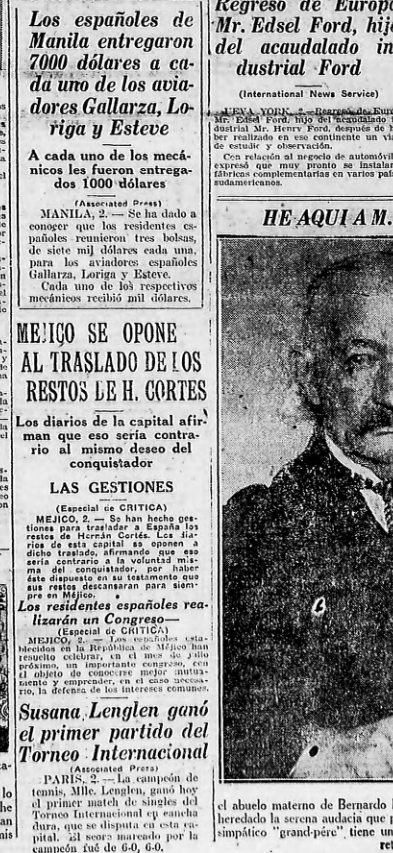 Los españoles de
Manila entregaron
7000 dólares a ca-
da uno de los avia-
dores Gallarza, Lo-
riga y Esteve
A cada uno de los mecá-
nicos les fueron entrega-
dos 1000 dólares
(Associated Press)
MANILA, 2. — Se ha dado a
conocer que los residentes es-
pañoles reunieron tres bolsas,
de siete mil dólares cada una,
para los aviadores españoles
Gallarza, Loriga y Esteve.
Cada uno de los respectivos
mecánicos recibió mil dólares.
MEJICO SE OPONE
AL TRASLADO DE LOS
RESTOS DE H. CORTES
Los diarios de la capital afir-
man que eso sería contra-
rio al mismo deseo del
conquistador
LAS GESTIONES
(Especial de CRITICA)
MEJICO, 2. — Se han hecho ges-
tiones para trasladar a España los
restos de Hernán Cortés. Los dia-
rios de esta capital se oponen a
dicho traslado, afirmando que eso
sería contrario a la voluntad mis-
ma del conquistador, por haber
éste dispuesto en su testamento que
sus restos descansaran para siem-
pre en Méjico.
Los residentes españoles rea-
lizarán un Congreso—
(Especial de CRITICA)
MEJICO, 2. — Los españoles esta-
blecidos en la República de Méjico han
resuelto celebrar, en el mes de julio
próximo, un importante congreso, con
el objeto de conocerse mejor mutua-
mente y emprender, en el caso necesa-
rio, la defensa de los intereses comunes.
Susana Lenglen ganó
el primer partido del
Torneo Internacional
(Associated Press)
PARIS, 2. — La campeón de
tennis, Mlle. Lenglen, ganó hoy
el primer match de singles del
Torneo Internacional en cancha
dura, que se disputa en esta ca-
pital. El score marcado por la
campeón fué de 6-0, 6-0.
Regreso de Europa
Mr. Edsel Ford, hijo
del acaudalado in
dustrial Ford
(International News Service)
NUEVA YORK, 2. — Regresó de Eur
Mr. Edsel Ford, hijo del acaudalado i
dustrial Mr. Henry Ford, después de h
ber realizado en ese continente un via
de estudio y observación.
Con relación al negocio de automóvil
expresó que muy pronto se instalar
fábricas complementarias en varios paí
sudamericanos.
HE AQUI A M.
el abuelo materno de Bernardo
heredado la serena audacia que
simpático "grand-pére" tiene un
ret